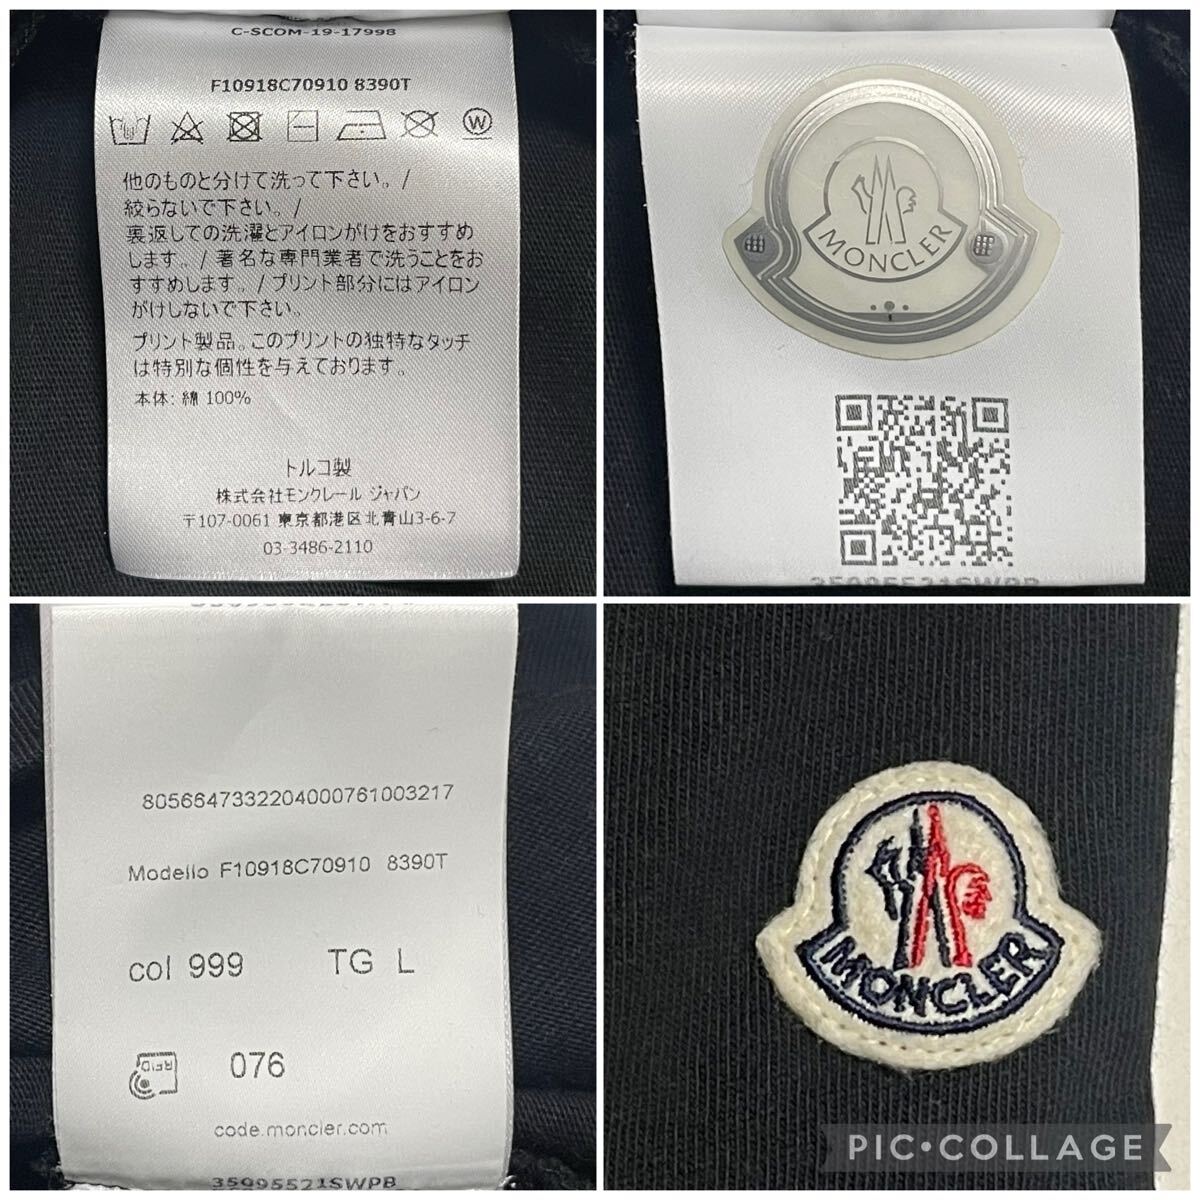 C-SCOM-19-17998
F10918C70910 8390T
W
他のものと分けて洗って下さい。/
絞らないで下さい。/
裏返しての洗濯とアイロンがけをおすすめ
します。/ 著名な専門業者で洗うことをお
すすめします。/ プリント部分にはアイロン
がけしないで下さい。
プリント製品。このプリントの独特なタッチ
は特別な個性を与えております。
本体: 綿 100%
トルコ製
株式会社モンクレール ジャパン
〒107-0061 東京都港区北青山3-6-7
03-3486-2110
MONCLER
35095521SWPB
8056647332204000761003217
Modello F10918C70910 8390T
col 999 TG L
RFID 076
code.moncler.com
35095521SWPB
MONCLER
PIC•COLLAGE